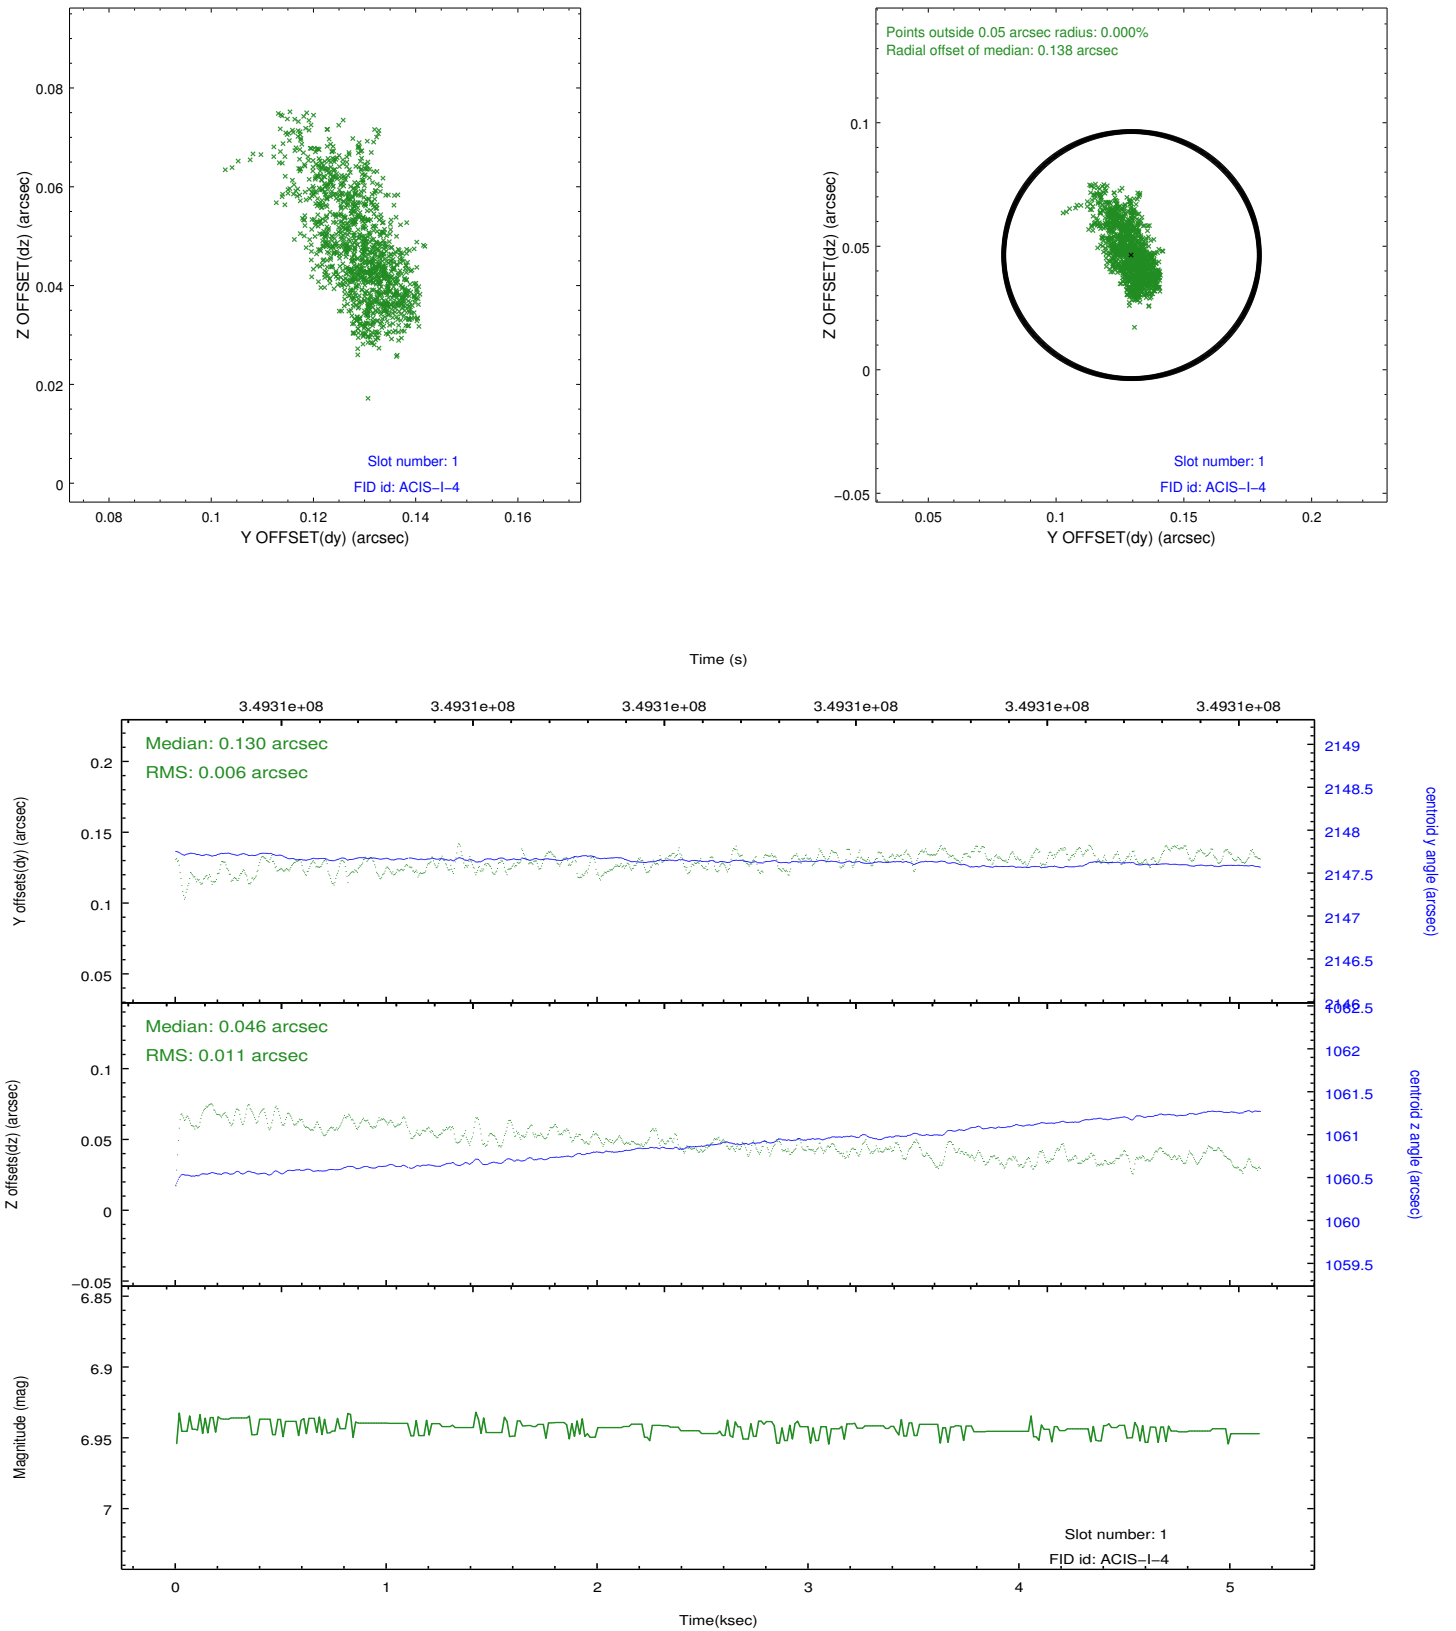 0.08
0.06
0.04
0.02
0
Z OFFSET(dz) (arcsec)
Slot number: 1
FID id: ACIS−I−4
0.08 0.1 0.12 0.14 0.16
Y OFFSET(dy) (arcsec)
Points outside 0.05 arcsec radius: 0.000%
Radial offset of median: 0.138 arcsec
0.1
0.05
0
−0.05
Z OFFSET(dz) (arcsec)
Slot number: 1
FID id: ACIS−I−4
0.05 0.1 0.15 0.2
Y OFFSET(dy) (arcsec)
Time (s)
3.4931e+08 3.4931e+08 3.4931e+08 3.4931e+08 3.4931e+08 3.4931e+08
Median: 0.130 arcsec
RMS: 0.006 arcsec
0.2
0.15
0.1
0.05
Y offsets(dy) (arcsec)
2149
2148.5
2148
2147.5
2147
2146.5
2146
centroid y angle (arcsec)
Median: 0.046 arcsec
RMS: 0.011 arcsec
0.1
0.05
0
−0.05
Z offsets(dz) (arcsec)
1062.5
1062
1061.5
1061
1060.5
1060
1059.5
centroid z angle (arcsec)
6.85
6.9
6.95
7
Magnitude (mag)
Slot number: 1
FID id: ACIS−I−4
0 1 2 3 4 5
Time(ksec)